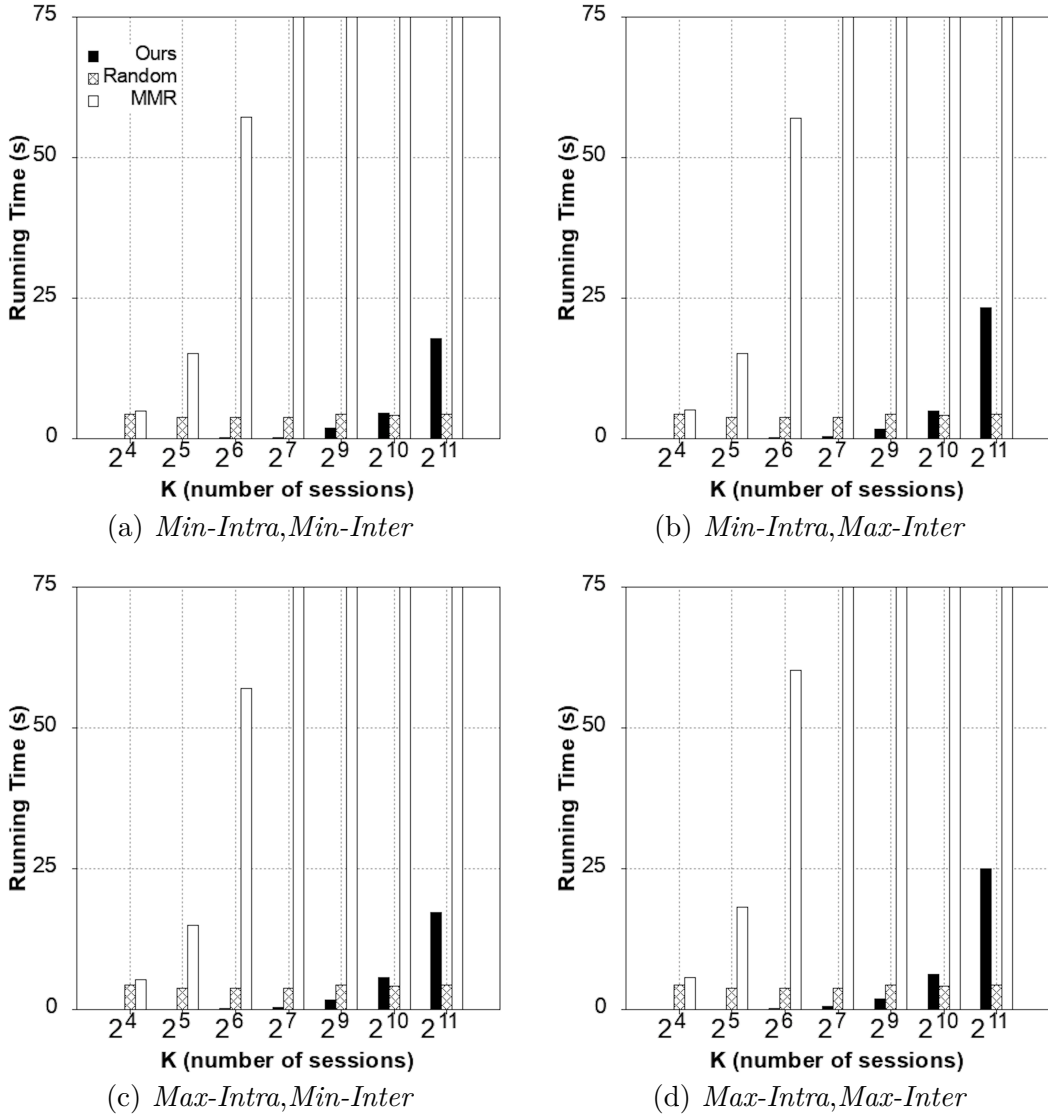 75
50
25
0
Running Time (s)
Ours
Random
MMR
2^4 2^5 2^6 2^7 2^9 2^10 2^11
K (number of sessions)
(a) Min-Intra,Min-Inter
75
50
25
0
Running Time (s)
2^4 2^5 2^6 2^7 2^9 2^10 2^11
K (number of sessions)
(b) Min-Intra,Max-Inter
75
50
25
0
Running Time (s)
2^4 2^5 2^6 2^7 2^9 2^10 2^11
K (number of sessions)
(c) Max-Intra,Min-Inter
75
50
25
0
Running Time (s)
2^4 2^5 2^6 2^7 2^9 2^10 2^11
K (number of sessions)
(d) Max-Intra,Max-Inter